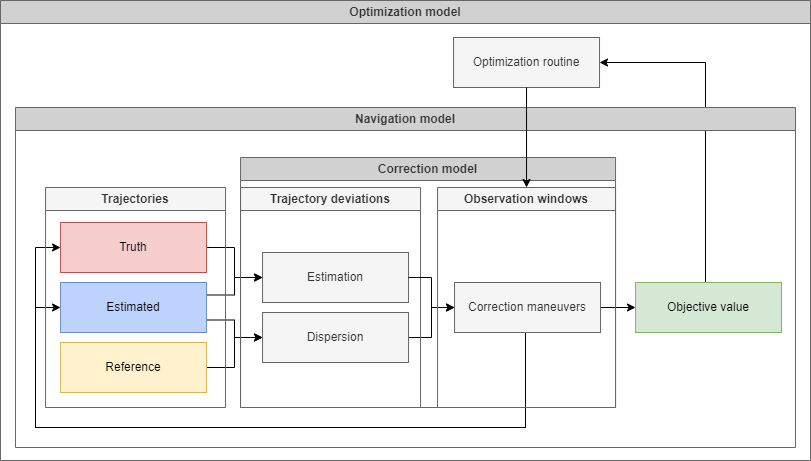 Optimization model
Optimization routine
Navigation model
Correction model
Trajectories
Trajectory deviations
Observation windows
Truth
Estimation
Estimated
Correction maneuvers
Objective value
Dispersion
Reference